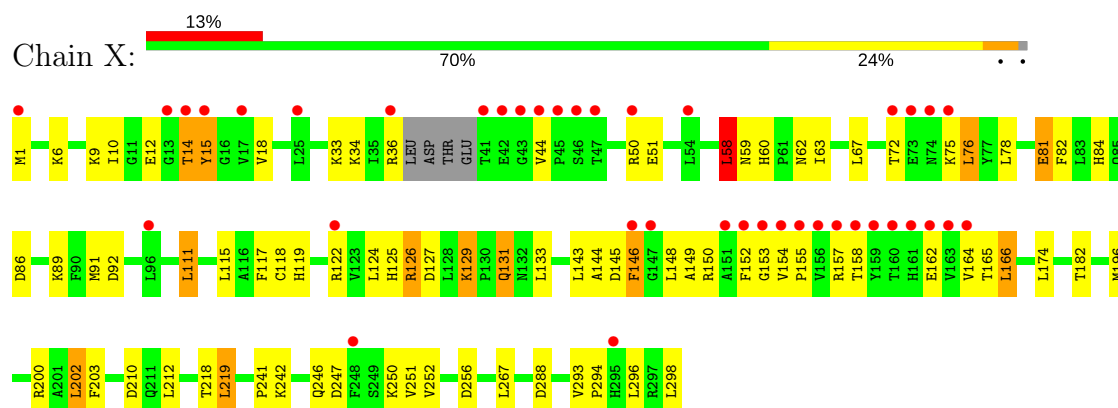 13%
Chain X:
70% 24% • •
M1 K6 K9 I10 G11 E12 G13 T14 Y15 G16 V17 V18 L25 K33 K34 I35 R36 LEU ASP THR GLU T41 E42 G43 V44 P45 S46 T47 R50 E51 L54 L58 N59 H60 P61 N62 I63 L67 T72 E73 N74 K75 L76 Y77 L78 E81 F82 L83 H84 Q85
D86 K89 F90 M91 D92 L96 L111 L115 A116 F117 C118 H119 R122 V123 L124 H125 R126 D127 L128 K129 P130 Q131 N132 L133 L143 A144 D145 F146 G147 L148 A149 R150 A151 F152 G153 V154 P155 V156 R157 T158 Y159 T160 H161 E162 V163 V164 T165 L166 L174 T182 M196
R200 A201 L202 F203 D210 Q211 L212 T218 L219 P241 K242 Q246 D247 F248 S249 K250 V251 V252 D256 L267 D288 V293 P294 H295 L296 R297 L298